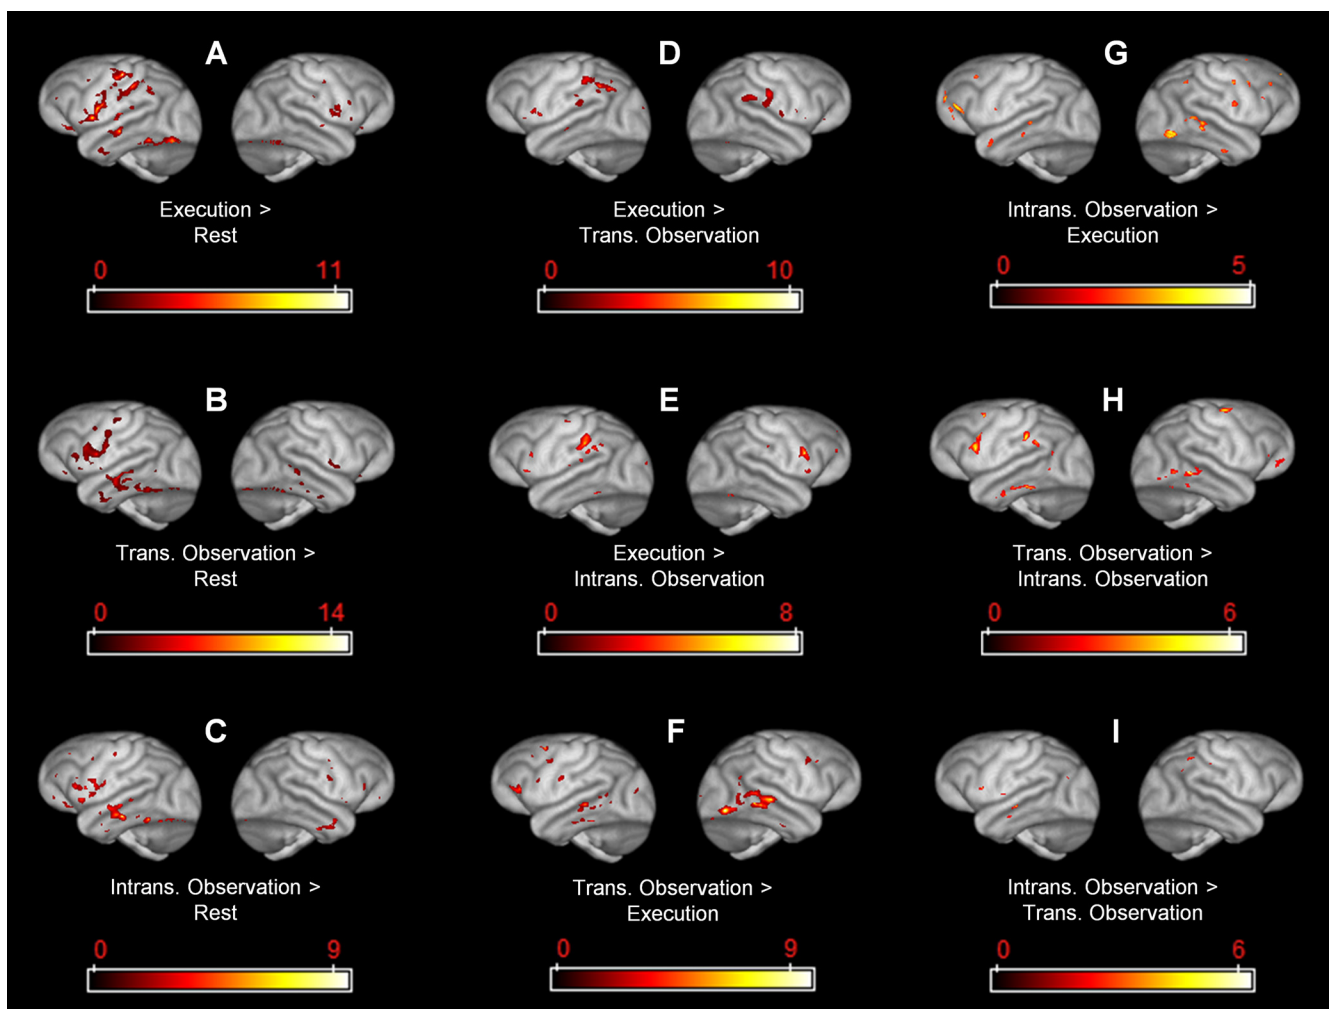 A
Execution >
Rest
0 11
D
Execution >
Trans. Observation
0 10
G
Intrans. Observation >
Execution
0 5
B
Trans. Observation >
Rest
0 14
E
Execution >
Intrans. Observation
0 8
H
Trans. Observation >
Intrans. Observation
0 6
C
Intrans. Observation >
Rest
0 9
F
Trans. Observation >
Execution
0 9
I
Intrans. Observation >
Trans. Observation
0 6